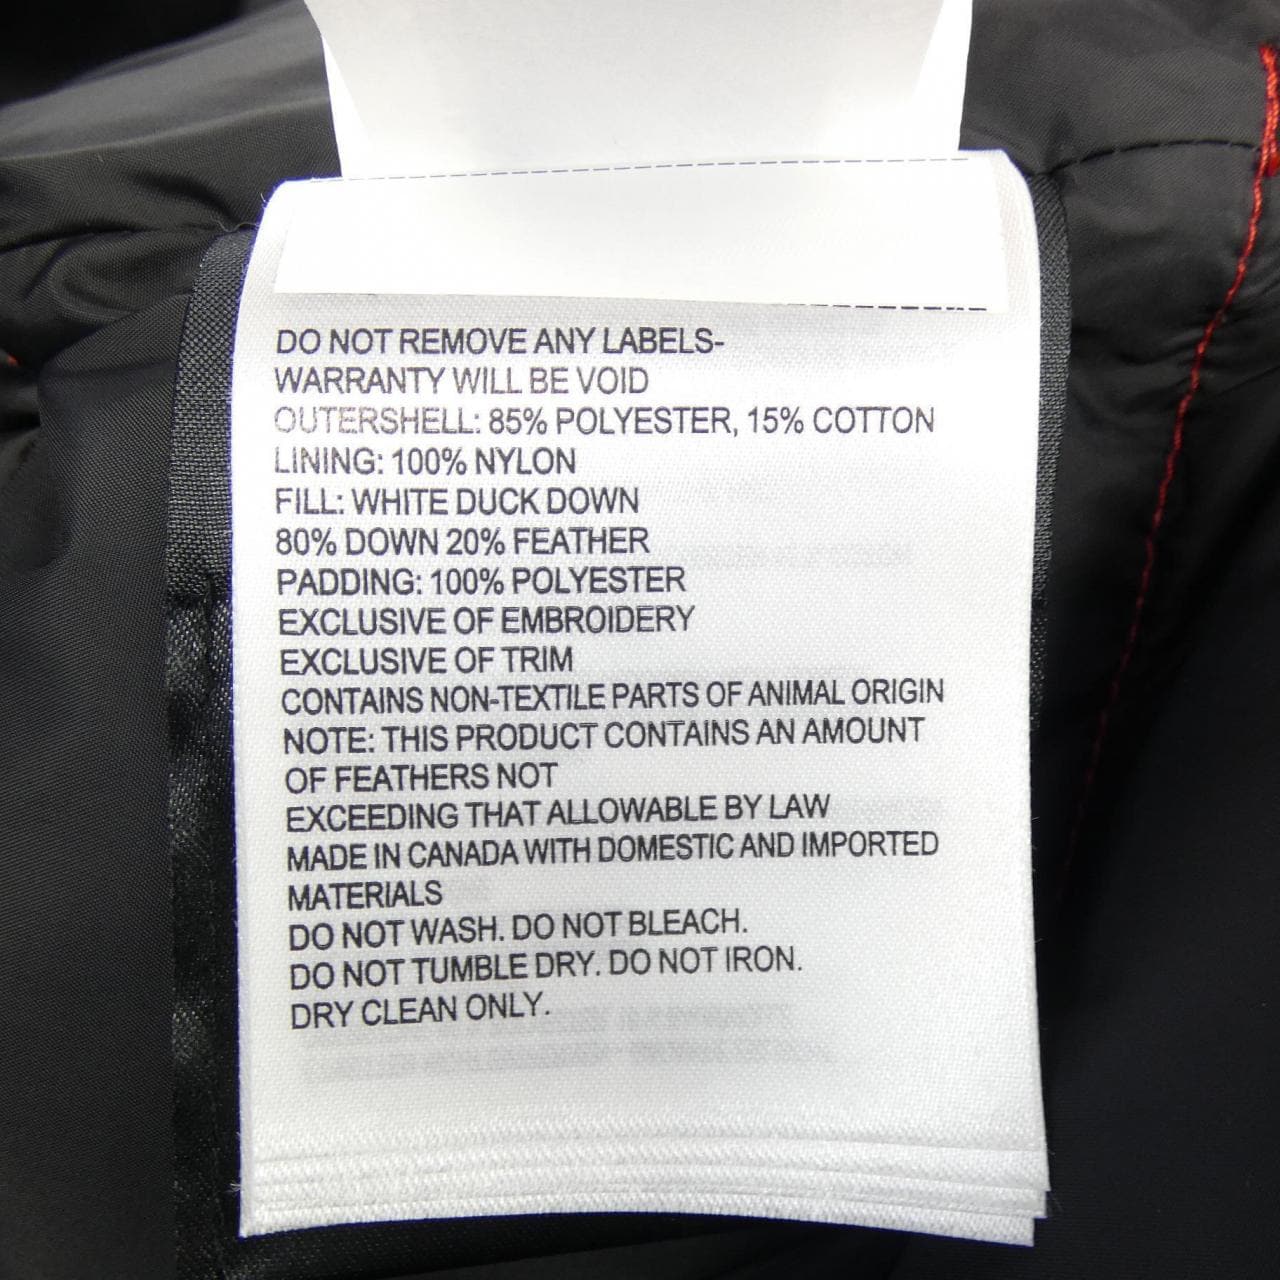 DO NOT REMOVE ANY LABELS-
WARRANTY WILL BE VOID
OUTERSHELL: 85% POLYESTER, 15% COTTON
LINING: 100% NYLON
FILL: WHITE DUCK DOWN
80% DOWN 20% FEATHER
PADDING: 100% POLYESTER
EXCLUSIVE OF EMBROIDERY
EXCLUSIVE OF TRIM
CONTAINS NON-TEXTILE PARTS OF ANIMAL ORIGIN
NOTE: THIS PRODUCT CONTAINS AN AMOUNT
OF FEATHERS NOT
EXCEEDING THAT ALLOWABLE BY LAW
MADE IN CANADA WITH DOMESTIC AND IMPORTED
MATERIALS
DO NOT WASH. DO NOT BLEACH.
DO NOT TUMBLE DRY. DO NOT IRON.
DRY CLEAN ONLY.